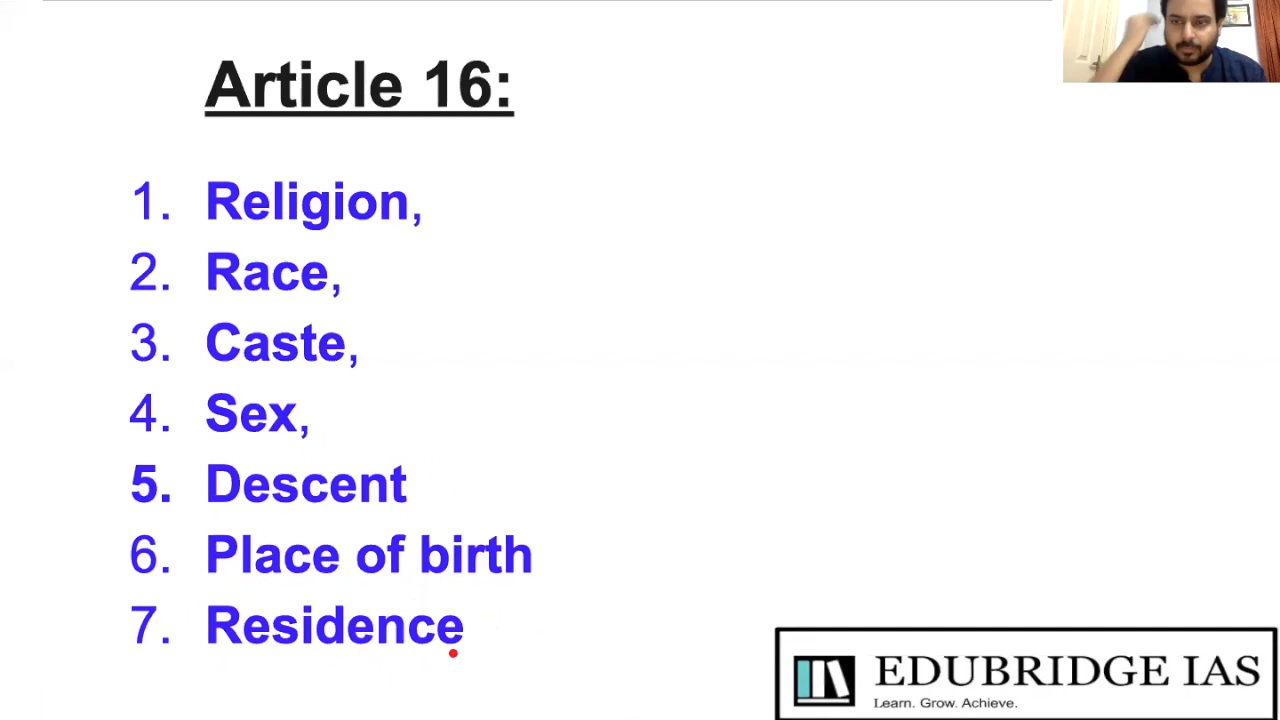 Article 16:
1. Religion,
2. Race,
3. Caste,
4. Sex,
5. Descent
6. Place of birth
7. Residence
EDUBRIDGE IAS
Learn. Grow. Achieve.